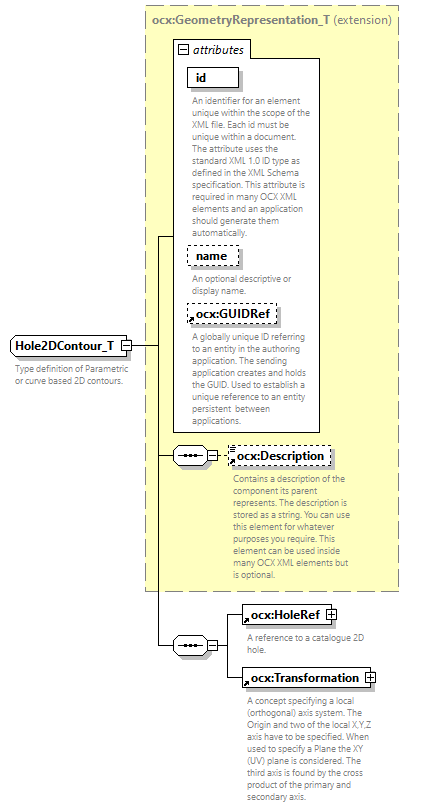 ocx:GeometryRepresentation_T (extension)
attributes
id
An identifier for an element
unique within the scope of the
XML file. Each id must be
unique within a document.
The attribute uses the
standard XML 1.0 ID type as
defined in the XML Schema
specification. This attribute is
required in many OCX XML
elements and an application
should generate them
automatically.
name
An optional descriptive or
display name.
ocx:GUIDRef
A globally unique ID referring
to an entity in the authoring
application. The sending
application creates and holds
the GUID. Used to establish a
unique reference to an entity
persistent between
applications.
Hole2DContour_T
Type definition of Parametric
or curve based 2D contours.
ocx:Description
Contains a description of the
component its parent
represents. The description is
stored as a string. You can use
this element for whatever
purposes you require. This
element can be used inside
many OCX XML elements but
is optional.
ocx:HoleRef
A reference to a catalogue 2D
hole.
ocx:Transformation
A concept specifying a local
(orthogonal) axis system. The
Origin and two of the local X,Y,Z
axis have to be specified. When
used to specify a Plane the XY
(UV) plane is considered. The
third axis is found by the cross
product of the primary and
secondary axis.